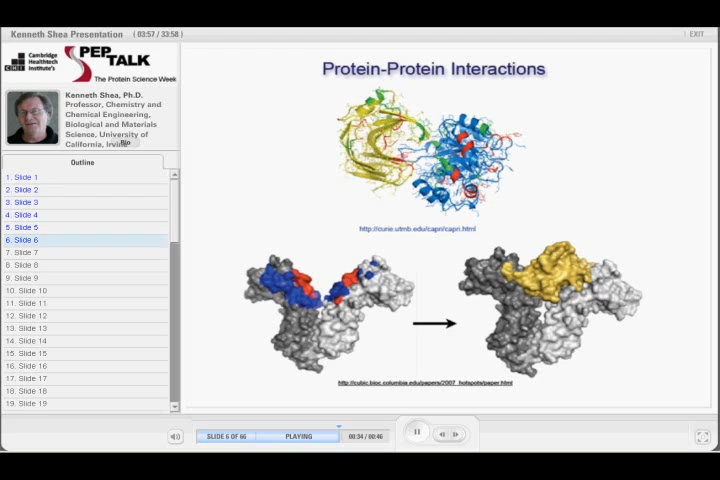 Kenneth Shea Presentation ( 03:57 / 33:58 )
EXIT
Cambridge
Healthtech
Institute's
PEP
TALK
The Protein Science Week
Kenneth Shea, Ph.D.
Professor, Chemistry and
Chemical Engineering,
Biological and Materials
Science, University of
California, Irvine
Bio
Outline
1. Slide 1
2. Slide 2
3. Slide 3
4. Slide 4
5. Slide 5
6. Slide 6
7. Slide 7
8. Slide 8
9. Slide 9
10. Slide 10
11. Slide 11
12. Slide 12
13. Slide 13
14. Slide 14
15. Slide 15
16. Slide 16
17. Slide 17
18. Slide 18
19. Slide 19
Protein-Protein Interactions
http://curie.utmb.edu/capri/capri.html
http://cubic.bioc.columbia.edu/papers/2007_hotspots/paper.html
SLIDE 6 OF 66 PLAYING 00:34 / 00:46